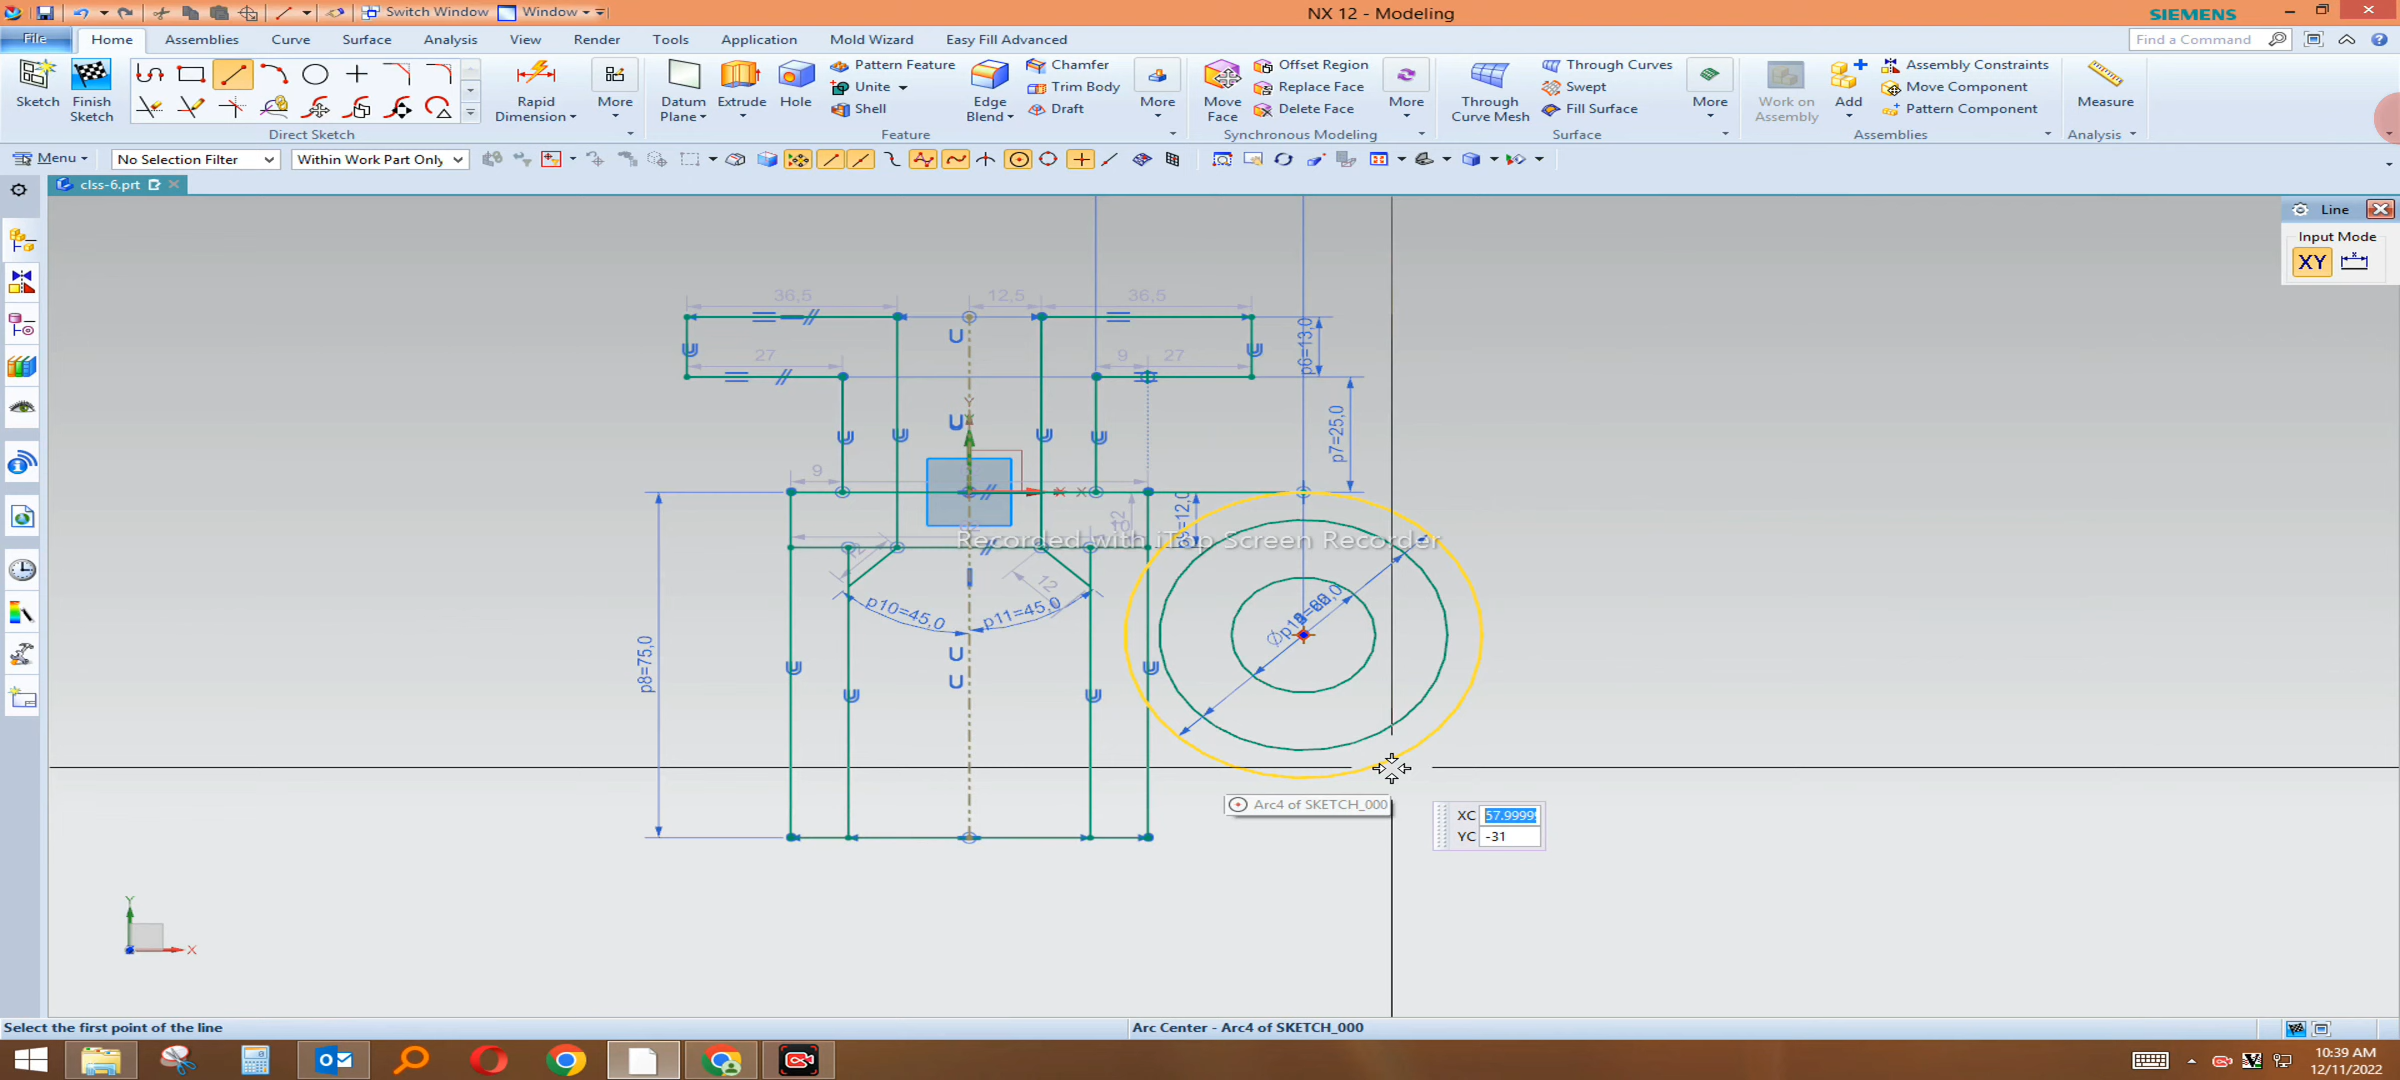 Switch Window Window
NX 12 - Modeling
SIEMENS
File Home Assemblies Curve Surface Analysis View Render Tools Application Mold Wizard Easy Fill Advanced
Find a Command
Sketch
Finish Sketch
Direct Sketch
Rapid Dimension
More
Datum Plane
Extrude
Hole
Pattern Feature
Unite
Shell
Edge Blend
Chamfer
Trim Body
Draft
More
Feature
Move Face
Offset Region
Replace Face
Delete Face
More
Synchronous Modeling
Through Curve Mesh
Through Curves
Swept
Fill Surface
More
Surface
Work on Assembly
Add
Assembly Constraints
Move Component
Pattern Component
Assemblies
Measure
Analysis
Menu
No Selection Filter
Within Work Part Only
clss-6.prt
Line
Input Mode
XY
36,5
12,5
36,5
27
9
27
p6=13,0
p7=25,0
9
12
10
=12,0
Recorded with iTop Screen Recorder
12
12
p10=45,0
p11=45,0
p8=75,0
Arc4 of SKETCH_000
XC 57.9999
YC -31
Y
X
X
Y
X
Select the first point of the line
Arc Center - Arc4 of SKETCH_000
10:39 AM
12/11/2022